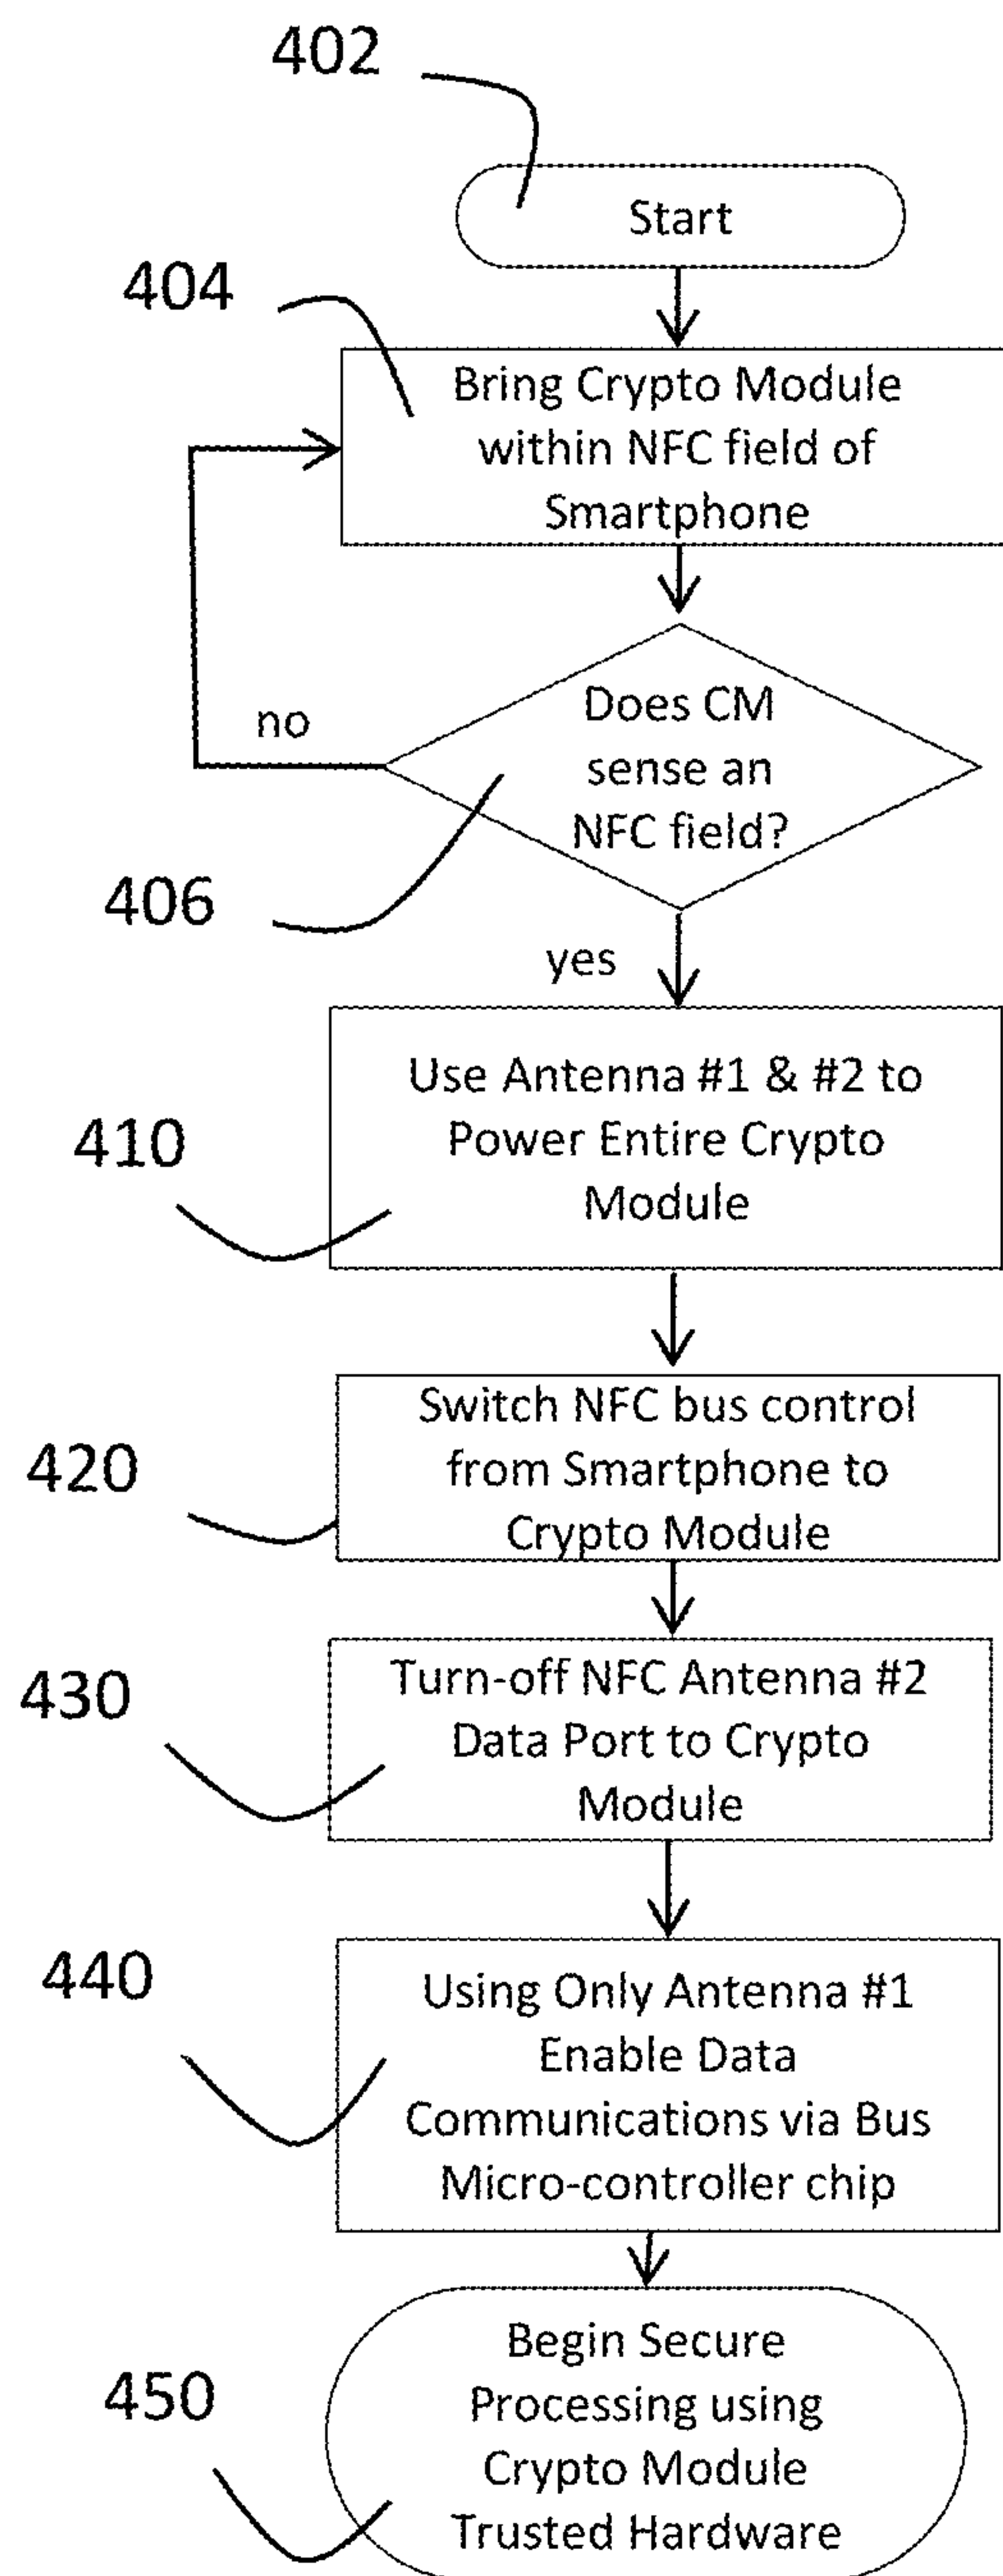 402
Start
404
Bring Crypto Module
within NFC field of
Smartphone
Does CM
sense an
NFC field?
no
406
yes
Use Antenna #1 & #2 to
Power Entire Crypto
Module
410
Switch NFC bus control
from Smartphone to
Crypto Module
420
Turn-off NFC Antenna #2
Data Port to Crypto
Module
430
Using Only Antenna #1
Enable Data
Communications via Bus
Micro-controller chip
440
Begin Secure
Processing using
Crypto Module
Trusted Hardware
450